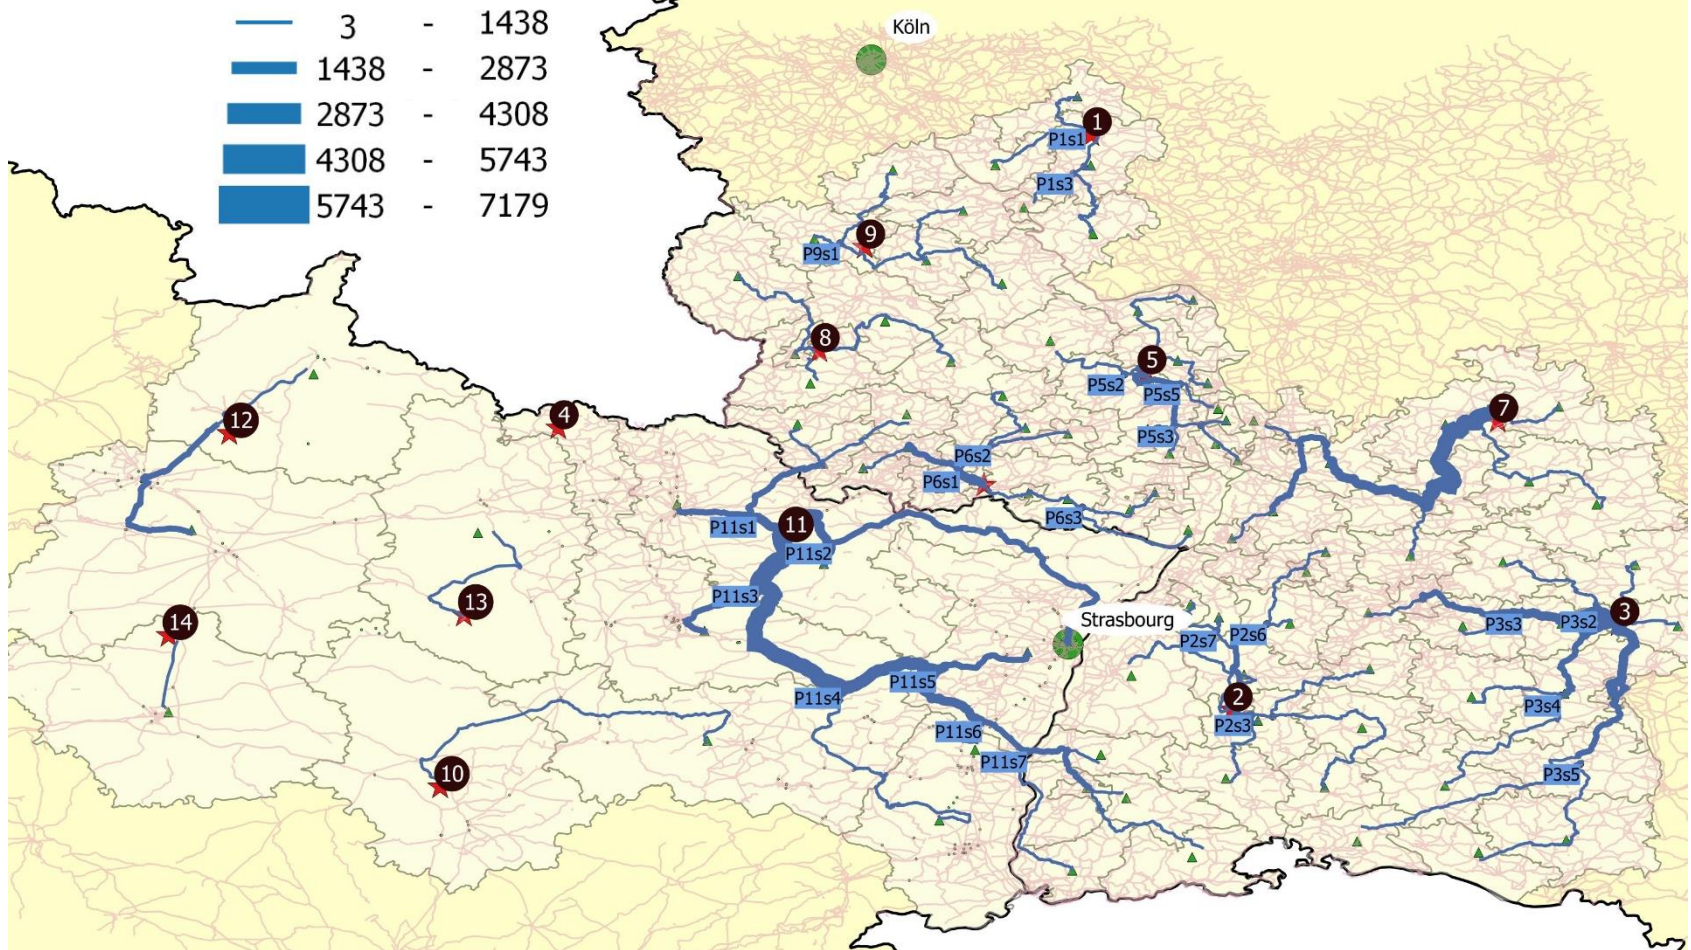 3 - 1438
1438 - 2873
2873 - 4308
4308 - 5743
5743 - 7179
Köln
1
P1s1
P1s3
9
P9s1
8
5
P5s2
P5s5
P5s3
7
12
4
P6s2
P6s1
P6s3
P11s1
11
P11s2
P11s3
13
14
Strasbourg
3
P3s3
P3s2
P2s7
P2s6
P11s5
P11s4
2
P2s3
P3s4
P11s6
P11s7
10
P3s5